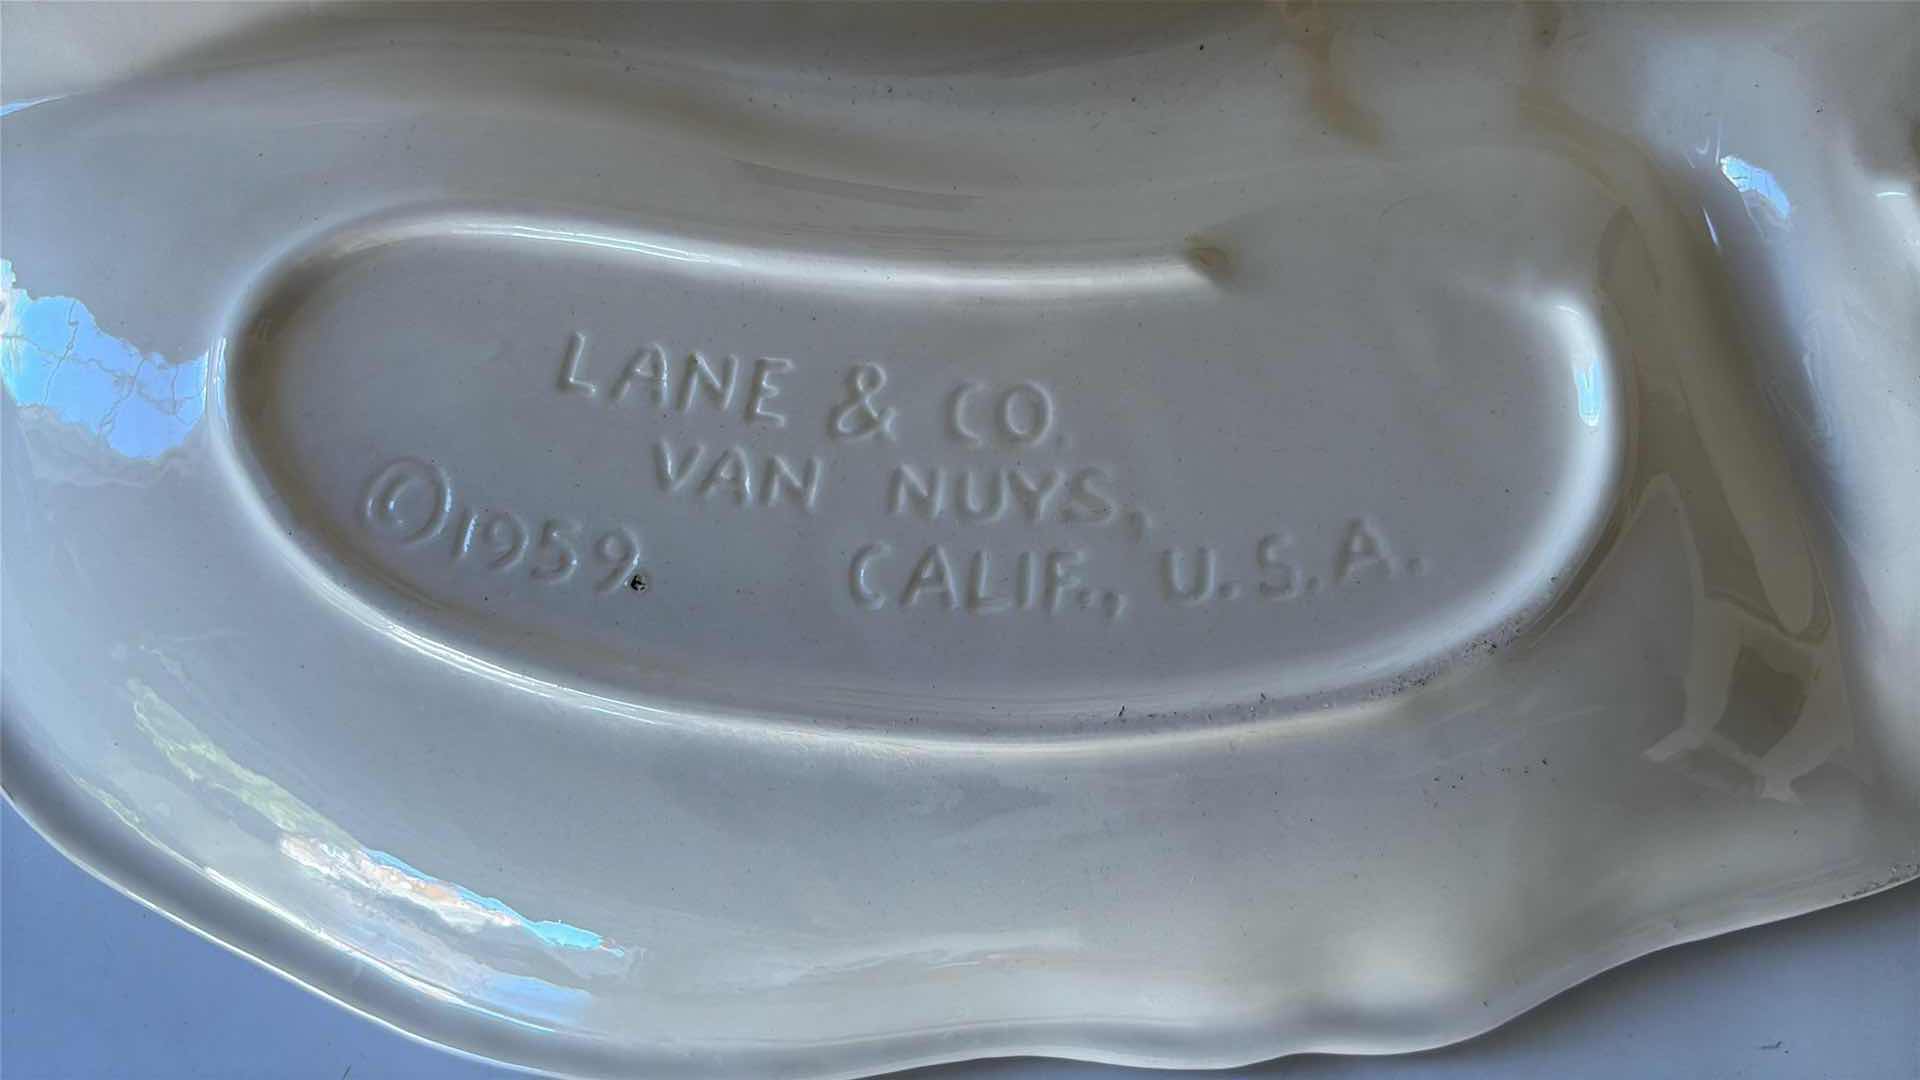 LANE & CO.
VAN NUYS,
©1959. CALIF., U.S.A.